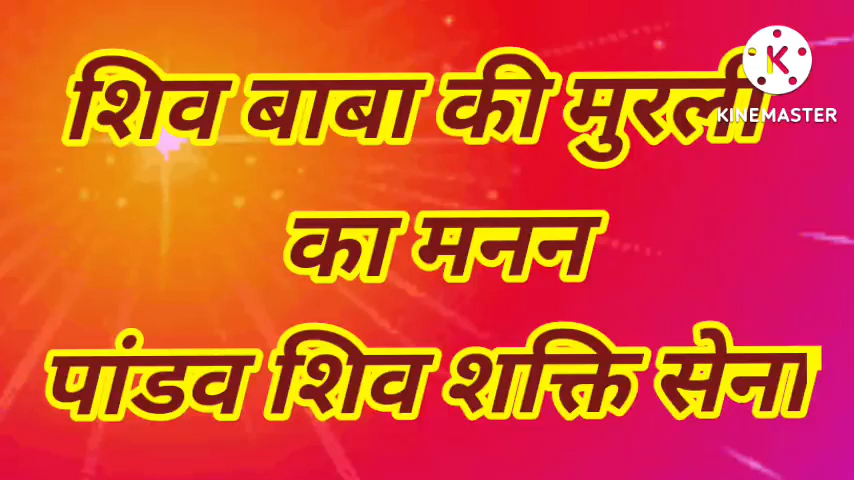 शिव बाबा की मुरली
KINEMASTER
का मनन
पांडव शिव शक्ति सेना